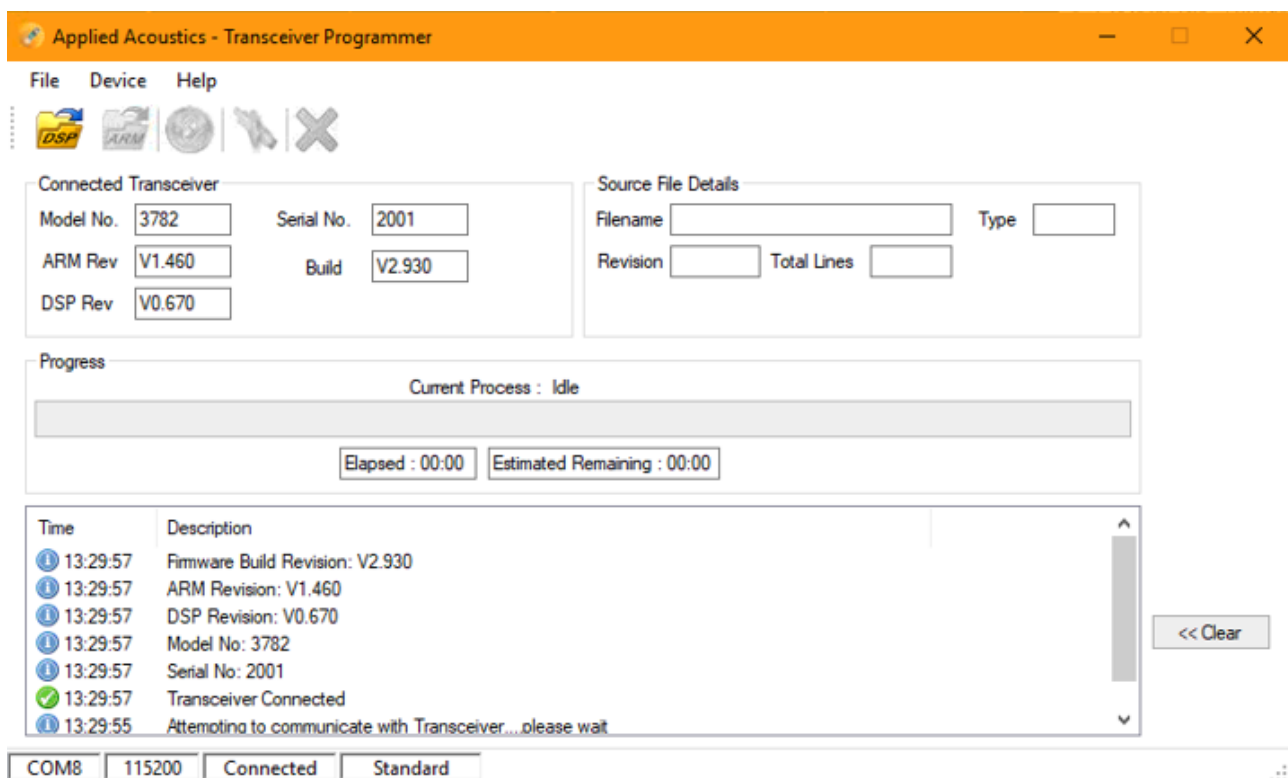 Applied Acoustics - Transceiver Programmer
File Device Help
DSP ARM
Connected Transceiver
Model No. 3782 Serial No. 2001
ARM Rev V1.460 Build V2.930
DSP Rev V0.670
Source File Details
Filename Type
Revision Total Lines
Progress
Current Process : Idle
Elapsed : 00:00 Estimated Remaining : 00:00
Time Description
13:29:57 Firmware Build Revision: V2.930
13:29:57 ARM Revision: V1.460
13:29:57 DSP Revision: V0.670
13:29:57 Model No: 3782
13:29:57 Serial No: 2001
13:29:57 Transceiver Connected
13:29:55 Attempting to communicate with Transceiver....please wait
<< Clear
COM8 115200 Connected Standard